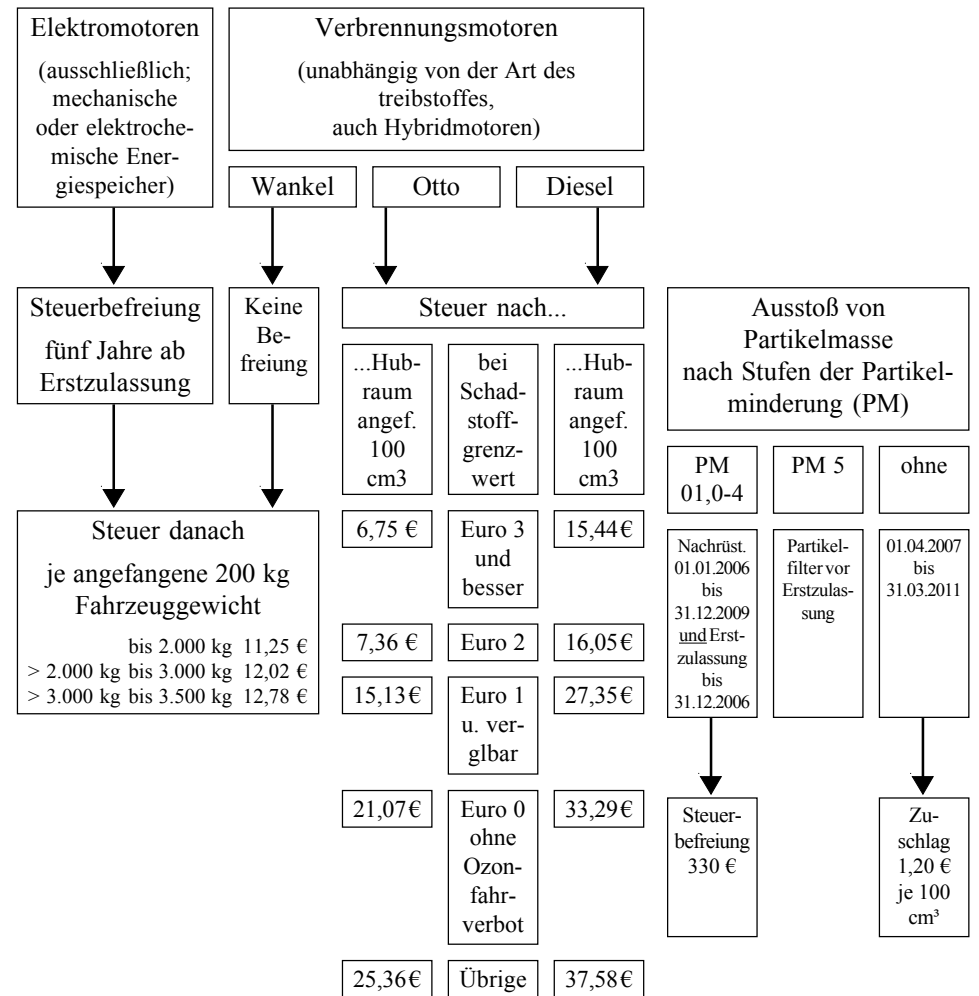 Elektromotoren
(ausschließlich;
mechanische
oder elektroche-
mische Ener-
giespeicher)
Verbrennungsmotoren
(unabhängig von der Art des
treibstoffes,
auch Hybridmotoren)
Wankel
Otto
Diesel
Steuerbefreiung
fünf Jahre ab
Erstzulassung
Keine
Be-
freiung
Steuer nach...
...Hub-
raum
angef.
100
cm3
bei
Schad-
stoff-
grenz-
wert
...Hub-
raum
angef.
100
cm3
Ausstoß von
Partikelmasse
nach Stufen der Partikel-
minderung (PM)
PM
01,0-4
PM 5
ohne
Steuer danach
je angefangene 200 kg
Fahrzeuggewicht
bis 2.000 kg 11,25 €
> 2.000 kg bis 3.000 kg 12,02 €
> 3.000 kg bis 3.500 kg 12,78 €
6,75 €
Euro 3
und
besser
15,44€
7,36 €
Euro 2
16,05€
15,13€
Euro 1
u. ver-
glbar
27,35€
21,07€
Euro 0
ohne
Ozon-
fahr-
verbot
33,29€
25,36€
Übrige
37,58€
Nachrüst.
01.01.2006
bis
31.12.2009
und Erst-
zulassung
bis
31.12.2006
Partikel-
filter vor
Erstzulas-
sung
01.04.2007
bis
31.03.2011
Steuer-
befreiung
330 €
Zu-
schlag
1,20 €
je 100
cm³